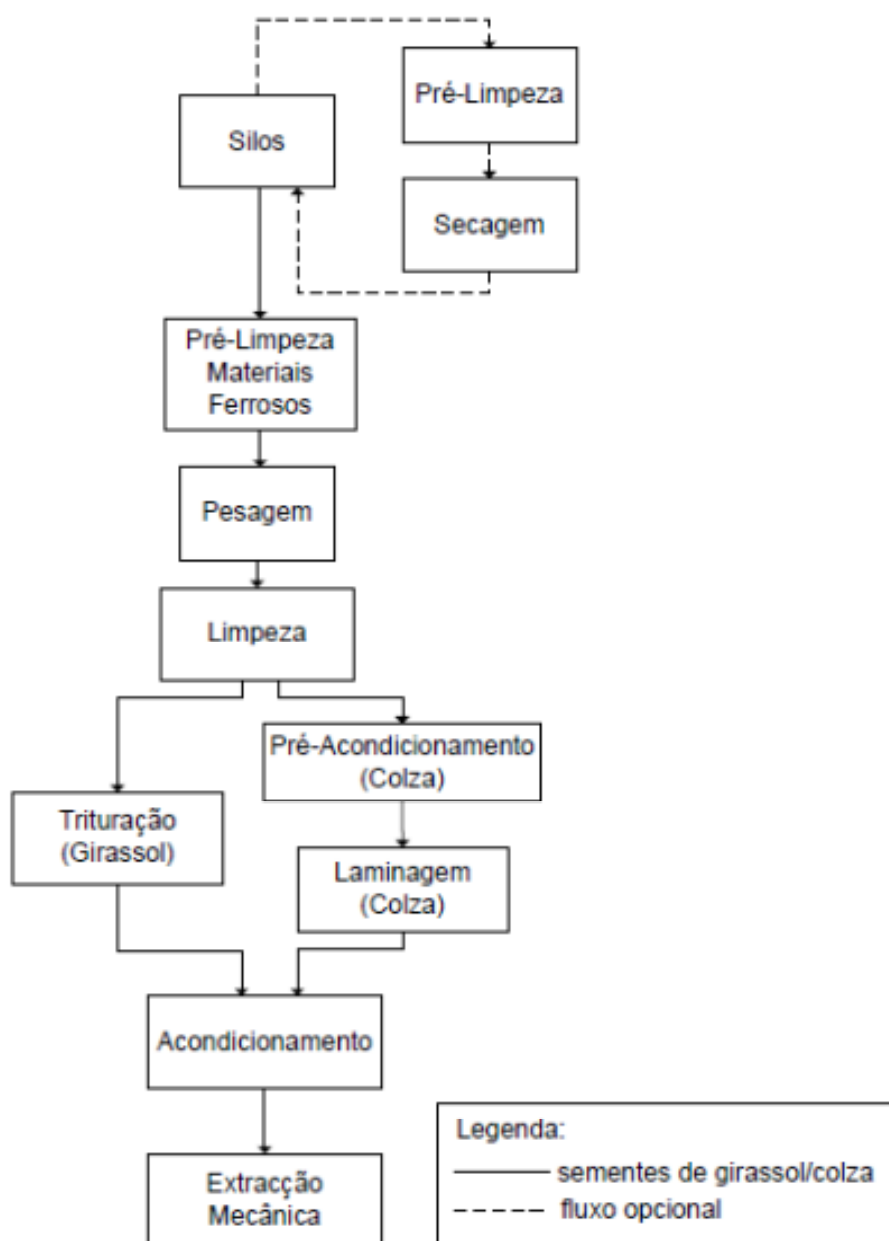 Pré-Limpeza
Silos
Secagem
Pré-Limpeza
Materiais
Ferrosos
Pesagem
Limpeza
Pré-Acondicionamento
(Colza)
Trituração
(Girassol)
Laminagem
(Colza)
Acondicionamento
Extracção
Mecânica
Legenda:
sementes de girassol/colza
fluxo opcional